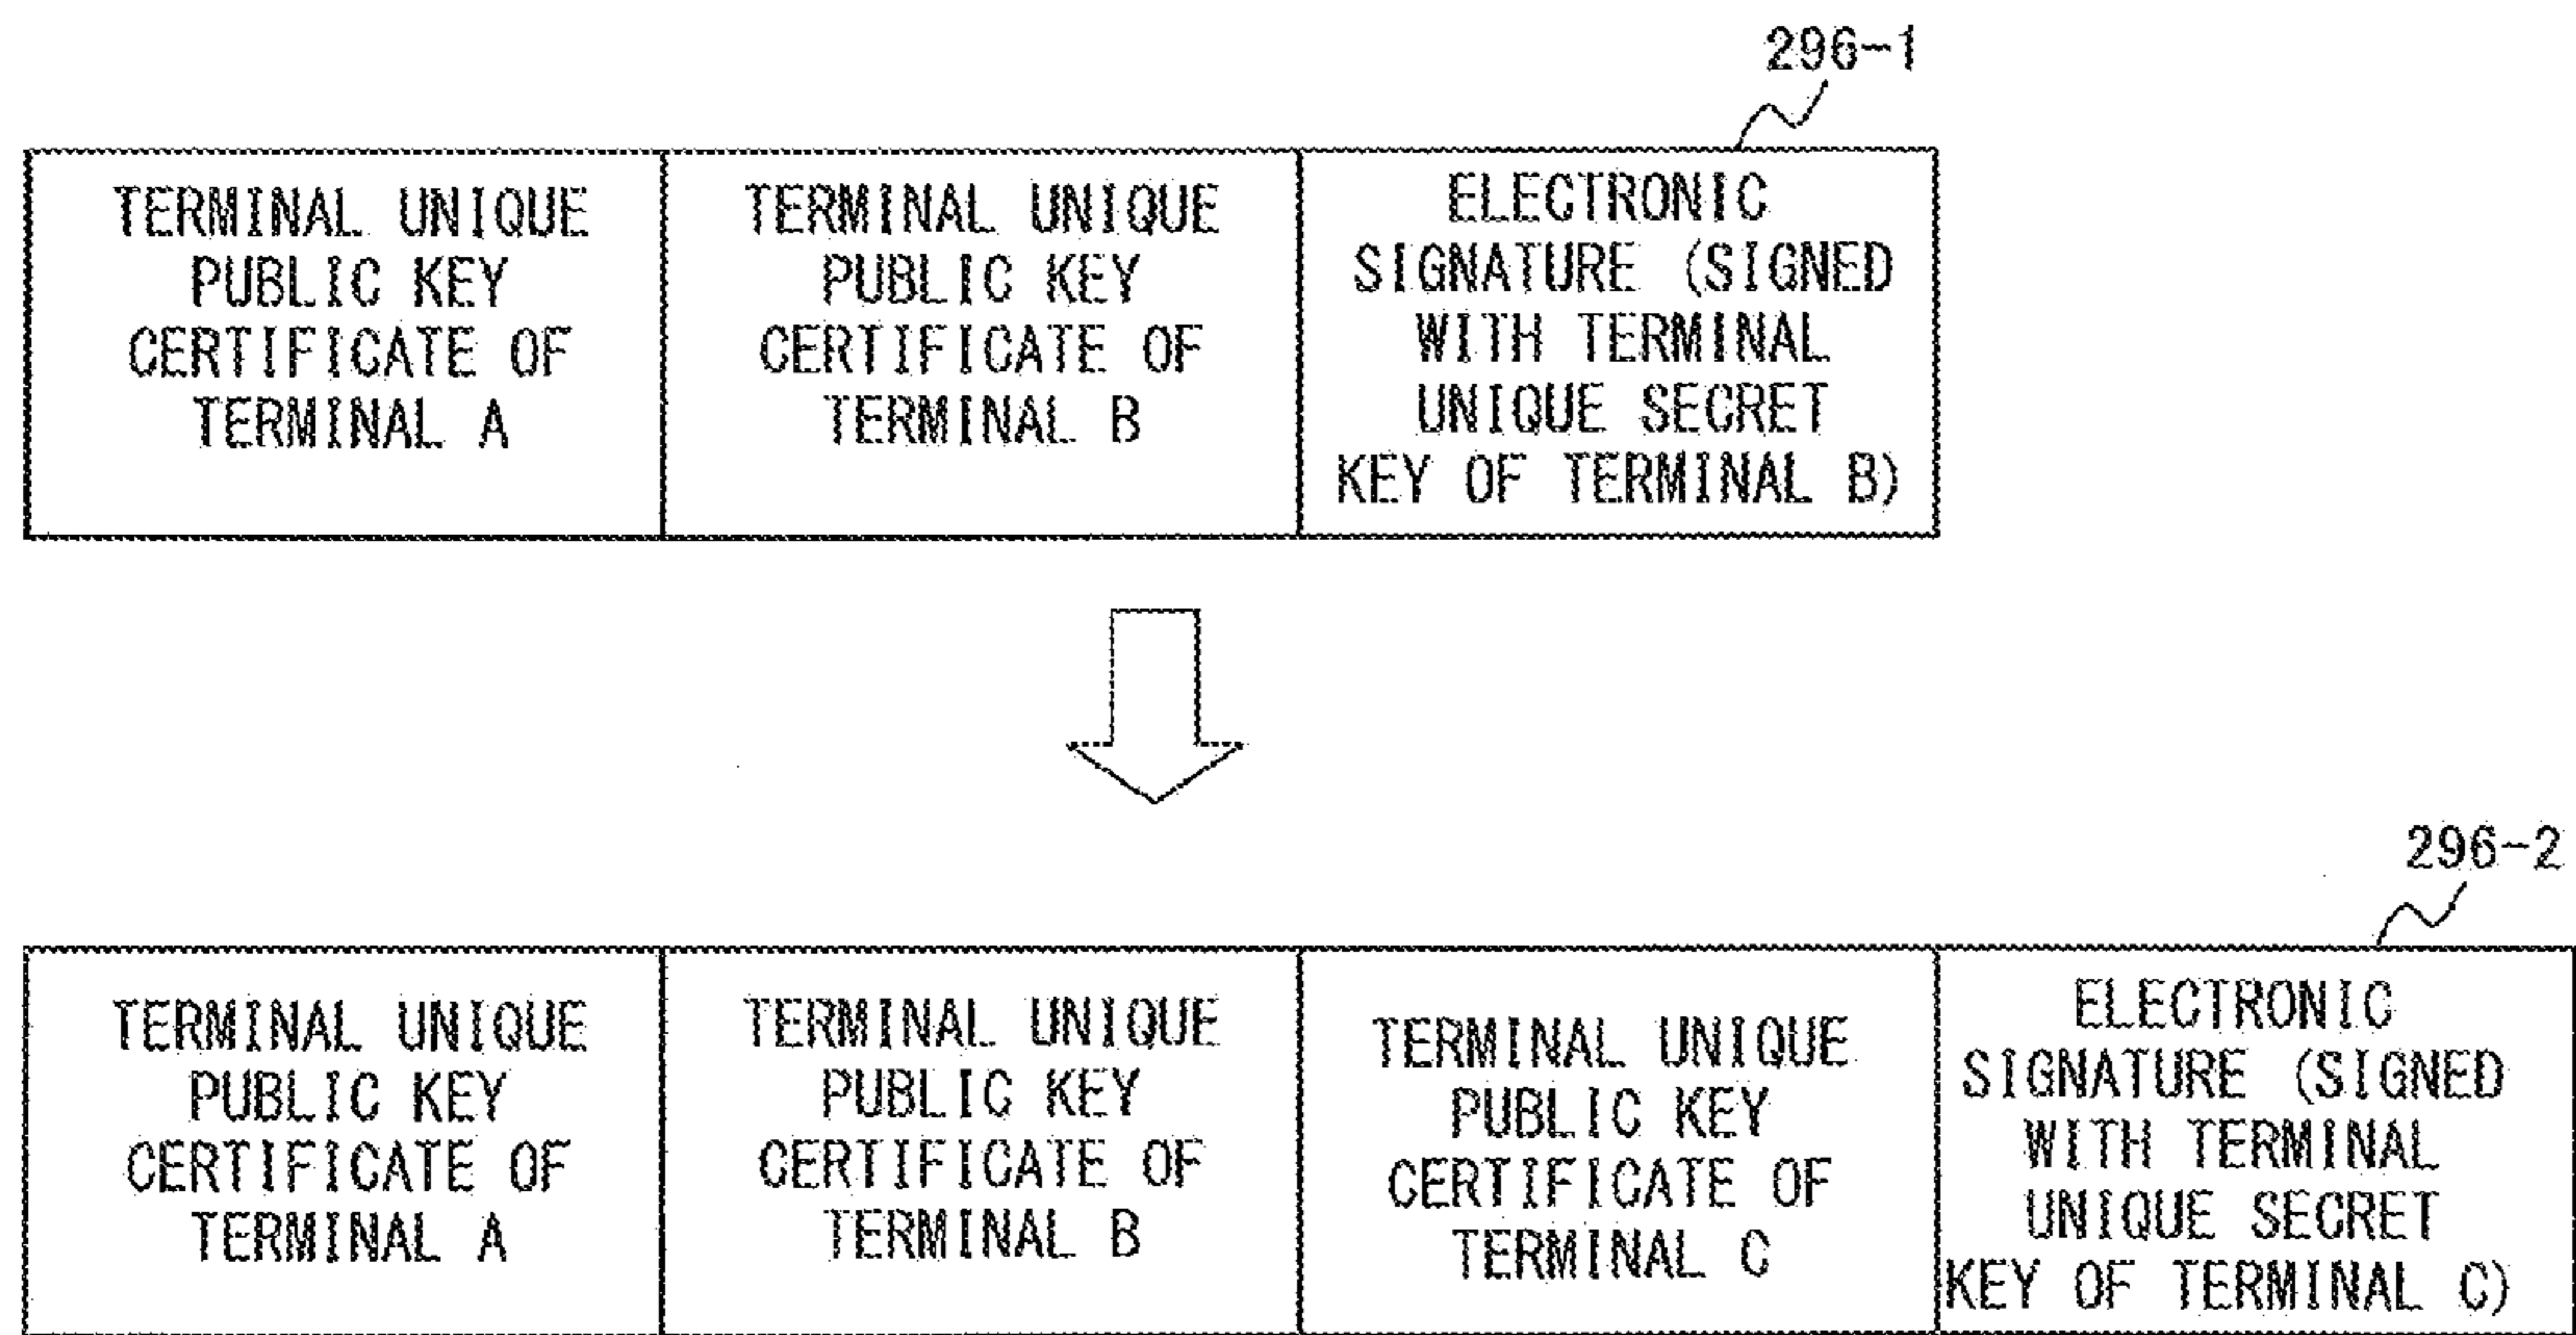 296-1
TERMINAL UNIQUE
PUBLIC KEY
CERTIFICATE OF
TERMINAL A
TERMINAL UNIQUE
PUBLIC KEY
CERTIFICATE OF
TERMINAL B
ELECTRONIC
SIGNATURE (SIGNED
WITH TERMINAL
UNIQUE SECRET
KEY OF TERMINAL B)
296-2
TERMINAL UNIQUE
PUBLIC KEY
CERTIFICATE OF
TERMINAL A
TERMINAL UNIQUE
PUBLIC KEY
CERTIFICATE OF
TERMINAL B
TERMINAL UNIQUE
PUBLIC KEY
CERTIFICATE OF
TERMINAL C
ELECTRONIC
SIGNATURE (SIGNED
WITH TERMINAL
UNIQUE SECRET
KEY OF TERMINAL C)